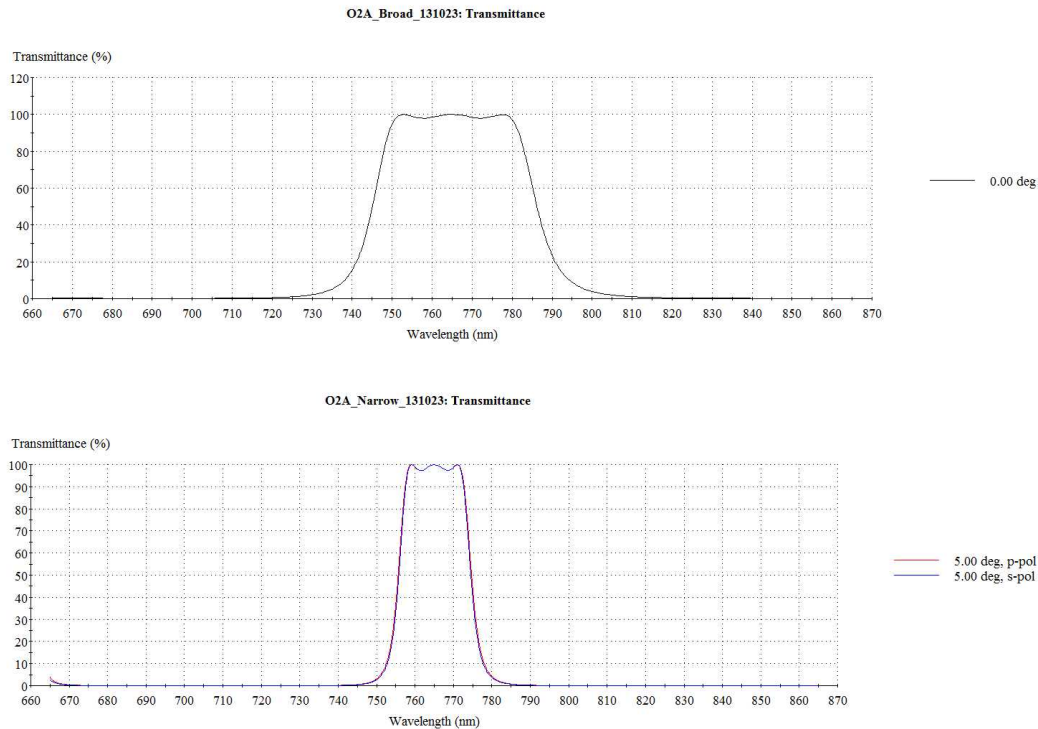 O2A_Broad_131023: Transmittance
Transmittance (%)
120
100
80
60
40
20
0
660 670 680 690 700 710 720 730 740 750 760 770 780 790 800 810 820 830 840 850 860 870
Wavelength (nm)
0.00 deg
O2A_Narrow_131023: Transmittance
Transmittance (%)
100
90
80
70
60
50
40
30
20
10
0
660 670 680 690 700 710 720 730 740 750 760 770 780 790 800 810 820 830 840 850 860 870
Wavelength (nm)
5.00 deg, p-pol
5.00 deg, s-pol